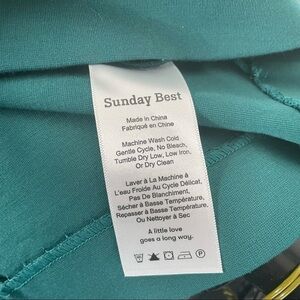 Sunday Best
Made in China
Fabriqué en Chine
Machine Wash Cold
Gentle Cycle, No Bleach,
Tumble Dry Low, Low Iron,
Or Dry Clean
Laver À La Machine À
L'eau Froide Au Cycle Délicat,
Pas De Blanchiment,
Sécher à Basse Température,
Repasser à Basse Température,
Ou Nettoyer à Sec
A little love
goes a long way.